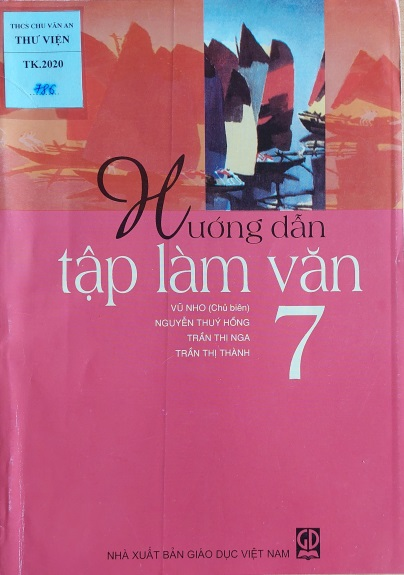 THCS CHU VĂN AN
THƯ VIỆN
TK.2020
786
Hướng dẫn
tập làm văn
7
VŨ NHO (Chủ biên)
NGUYỄN THUÝ HỒNG
TRẦN THỊ NGA
TRẦN THỊ THÀNH
NHÀ XUẤT BẢN GIÁO DỤC VIỆT NAM